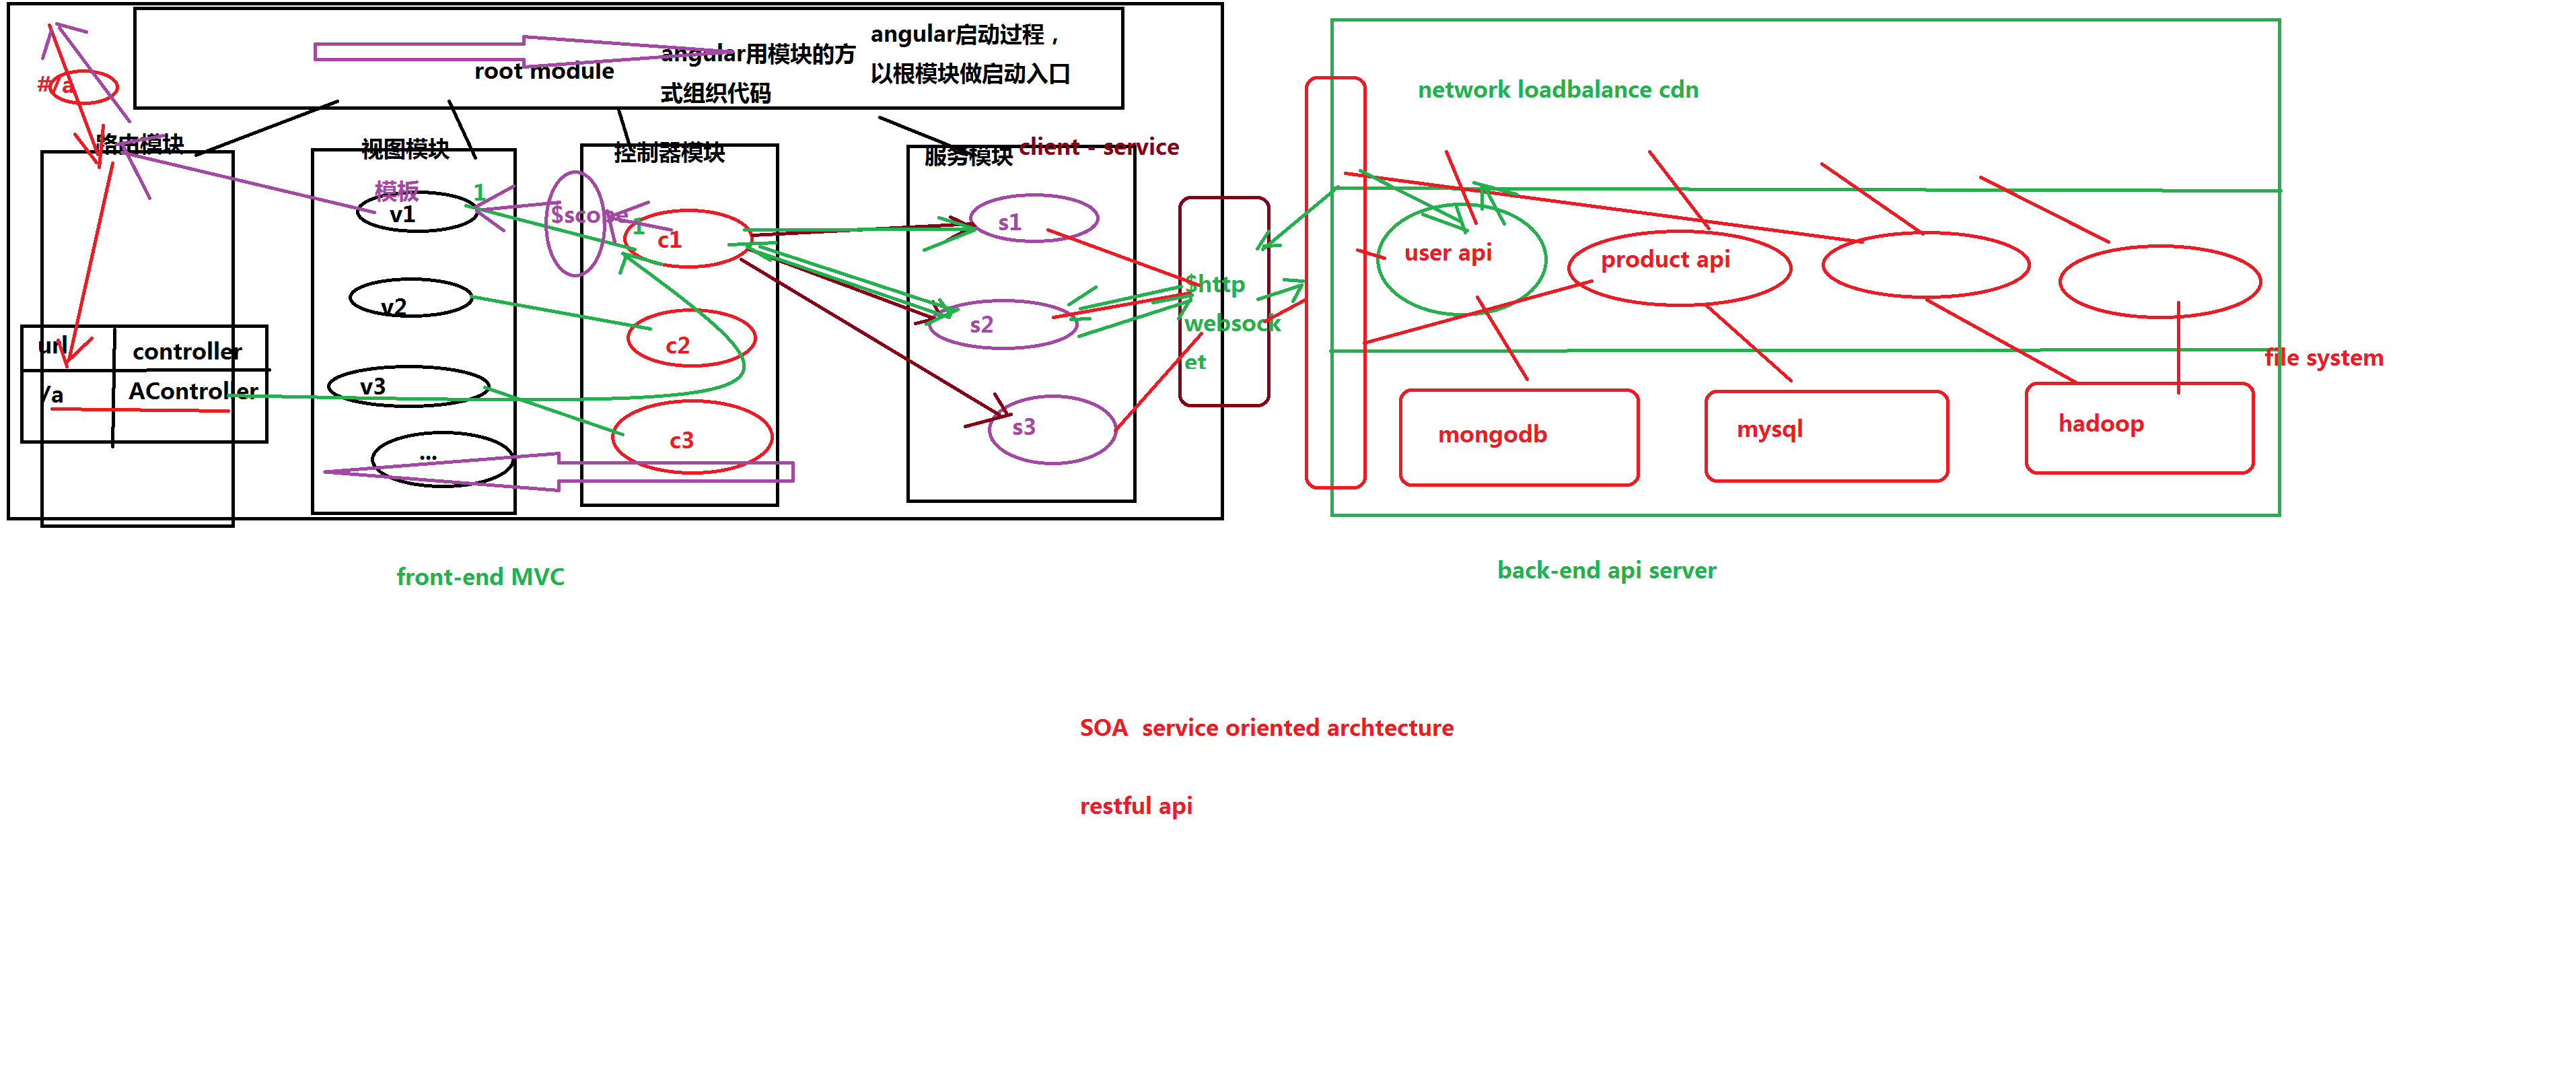 angular启动过程，
以根模块做启动入口
angular用模块的方
式组织代码
root module
#/a
路由模块
视图模块
控制器模块
服务模块
client - service
模板
1
v1
$scope
1
c1
s1
v2
c2
s2
v3
c3
s3
...
url
controller
/a
AController
$http
websock
et
network loadbalance cdn
user api
product api
file system
mongodb
mysql
hadoop
front-end MVC
back-end api server
SOA service oriented archtecture
restful api